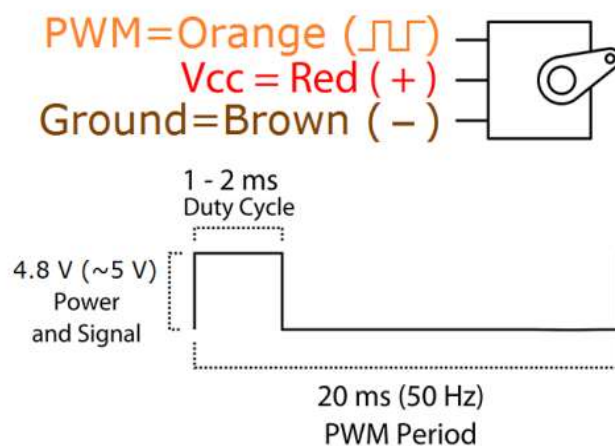 PWM=Orange (⎍⎍)
Vcc = Red ( + )
Ground=Brown ( − )
1 - 2 ms
Duty Cycle
4.8 V (~5 V)
Power
and Signal
20 ms (50 Hz)
PWM Period